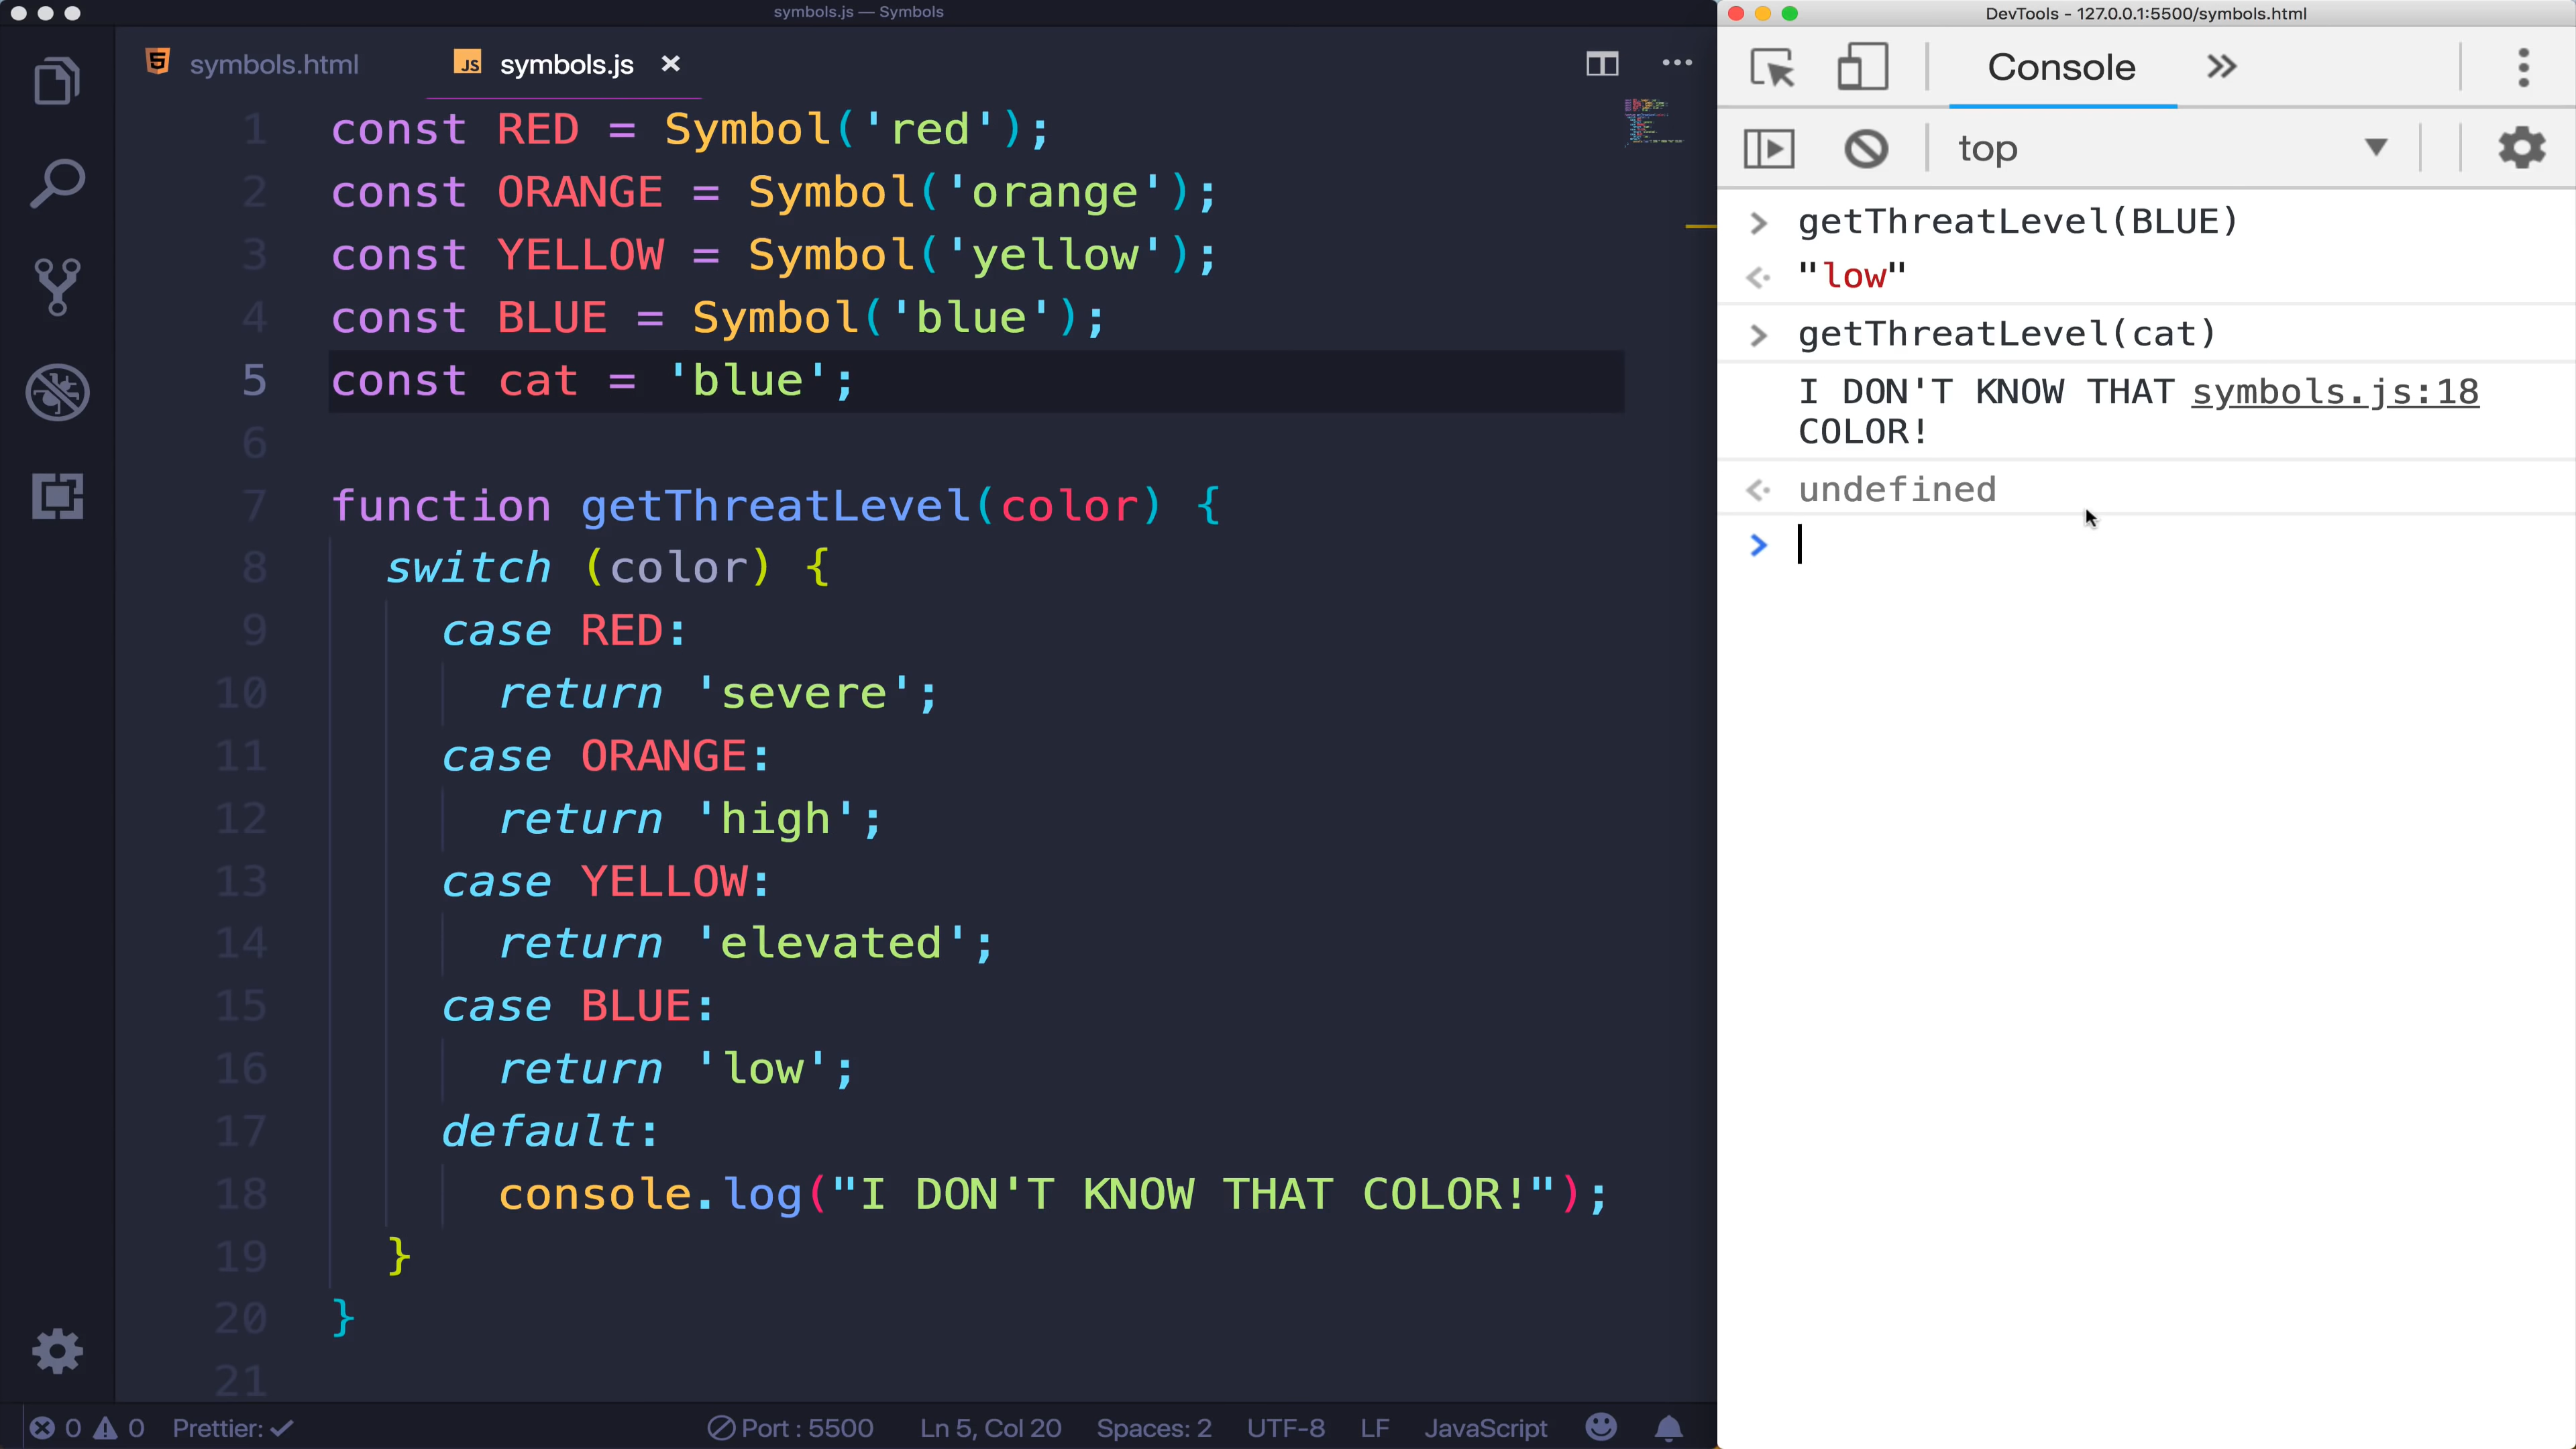 symbols.js — Symbols
symbols.html
JS symbols.js ×
1 const RED = Symbol('red');
2 const ORANGE = Symbol('orange');
3 const YELLOW = Symbol('yellow');
4 const BLUE = Symbol('blue');
5 const cat = 'blue';
6
7 function getThreatLevel(color) {
8 switch (color) {
9 case RED:
10 return 'severe';
11 case ORANGE:
12 return 'high';
13 case YELLOW:
14 return 'elevated';
15 case BLUE:
16 return 'low';
17 default:
18 console.log("I DON'T KNOW THAT COLOR!");
19 }
20 }
21
0 0 Prettier: ✓ Port : 5500 Ln 5, Col 20 Spaces: 2 UTF-8 LF JavaScript
DevTools - 127.0.0.1:5500/symbols.html
Console »
top
> getThreatLevel(BLUE)
"low"
> getThreatLevel(cat)
I DON'T KNOW THAT symbols.js:18
COLOR!
undefined
>